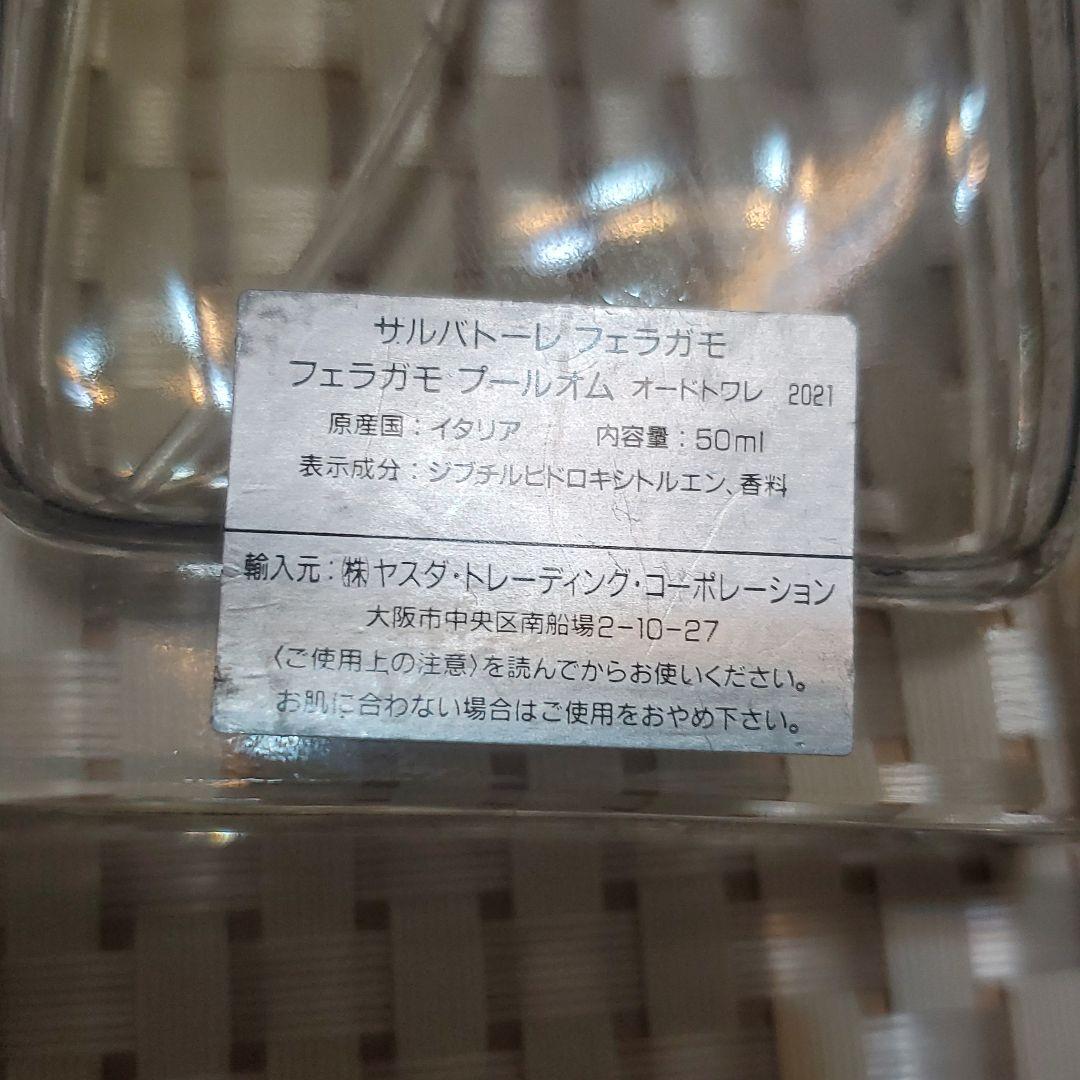 サルバトーレ フェラガモ
フェラガモ プールオム オードトワレ 2021
原産国：イタリア 内容量：50ml
表示成分：ジブチルヒドロキシトルエン、香料
輸入元：㈱ヤスダ・トレーディング・コーポレーション
大阪市中央区南船場2-10-27
〈ご使用上の注意〉を読んでからお使いください。
お肌に合わない場合はご使用をおやめ下さい。